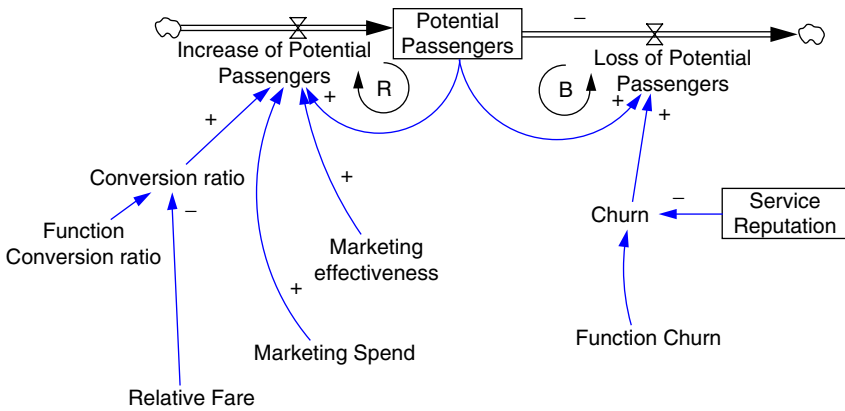 Potential
Passengers
−
Increase of Potential
Passengers
Loss of Potential
Passengers
R
B
+
+
+
+
+
Conversion ratio
−
Function
Conversion ratio
+
Marketing
effectiveness
Churn
−
Service
Reputation
+
Marketing Spend
Function Churn
Relative Fare